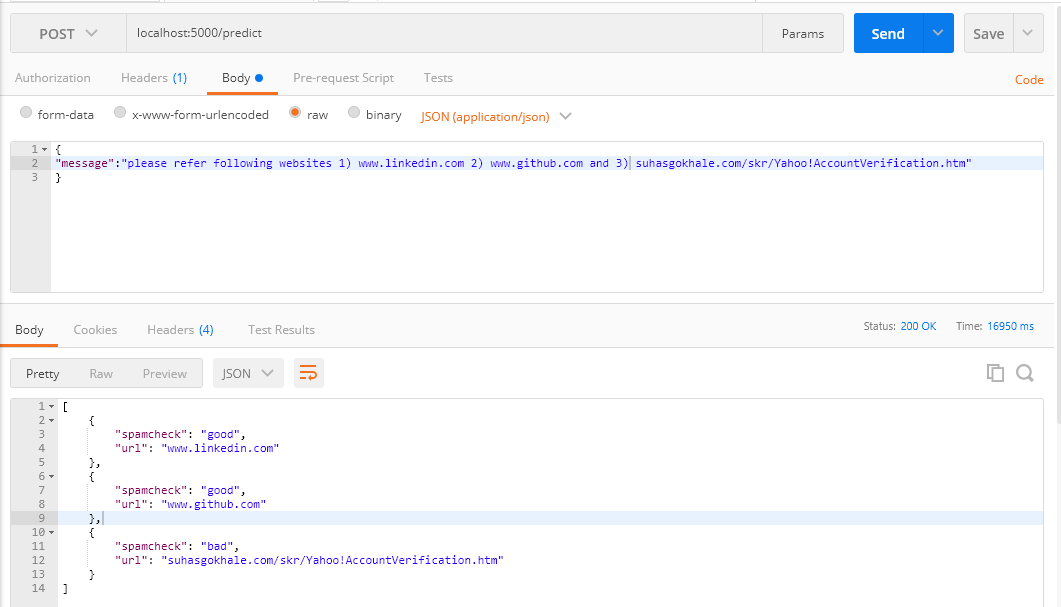 POST localhost:5000/predict Params Send Save
Authorization Headers (1) Body Pre-request Script Tests Code
form-data x-www-form-urlencoded raw binary JSON (application/json)
1 {
2 "message":"please refer following websites 1) www.linkedin.com 2) www.github.com and 3) suhasgokhale.com/skr/Yahoo!AccountVerification.htm"
3 }
Body Cookies Headers (4) Test Results Status: 200 OK Time: 16950 ms
Pretty Raw Preview JSON
1 [
2 {
3 "spamcheck": "good",
4 "url": "www.linkedin.com"
5 },
6 {
7 "spamcheck": "good",
8 "url": "www.github.com"
9 },
10 {
11 "spamcheck": "bad",
12 "url": "suhasgokhale.com/skr/Yahoo!AccountVerification.htm"
13 }
14 ]